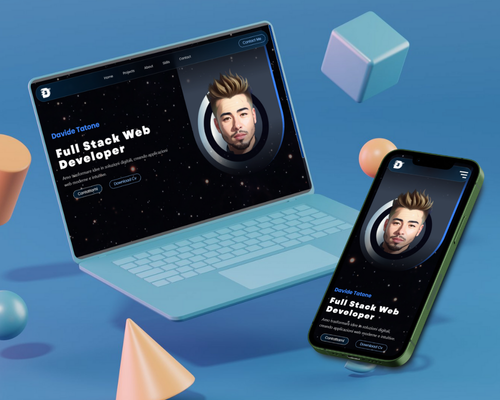 D
Home Projects About Skills Contact
Contact Me
Davide Tatone
Full Stack Web
Developer
Amo trasformare idee in soluzioni digitali, creando applicazioni
web moderne e intuitive.
Contattami Download Cv
D
Davide Tatone
Full Stack Web
Developer
Amo trasformare idee in soluzioni digitali,
creando applicazioni web moderne e intuitive.
Contattami Download Cv